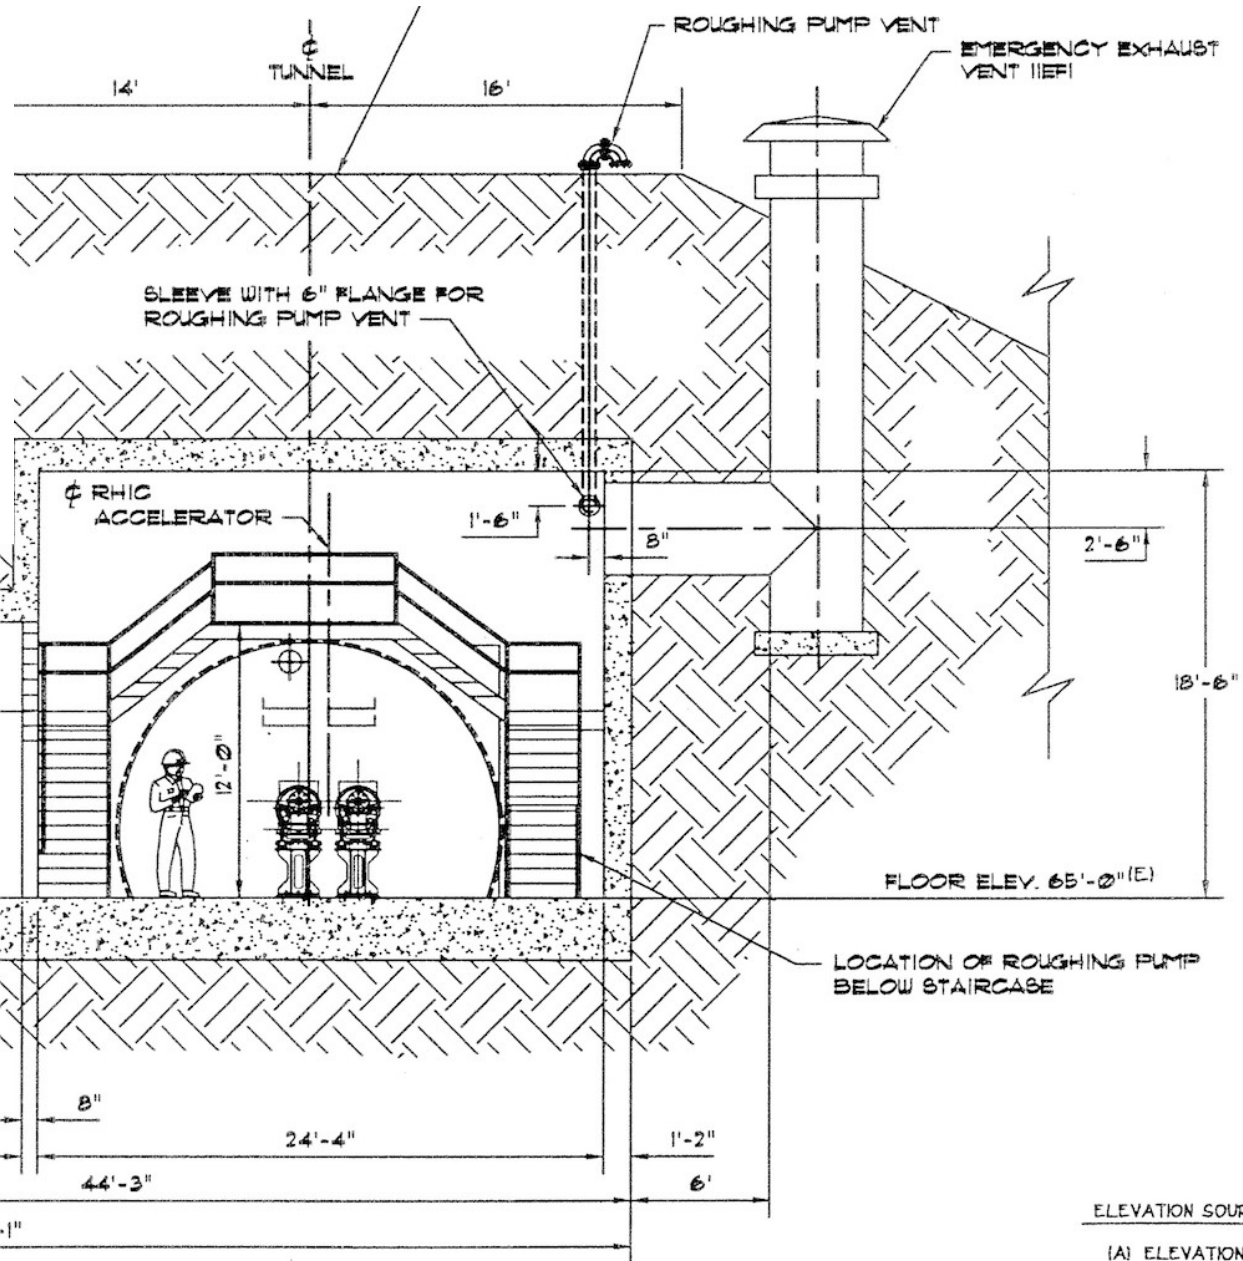 ROUGHING PUMP VENT
EMERGENCY EXHAUST
VENT 11EF1
℄
TUNNEL
14'
16'
SLEEVE WITH 6" FLANGE FOR
ROUGHING PUMP VENT
℄ RHIC
ACCELERATOR
1'-6"
8"
2'-6"
18'-6"
12'-0"
FLOOR ELEV. 65'-0" (E)
LOCATION OF ROUGHING PUMP
BELOW STAIRCASE
8"
24'-4"
1'-2"
44'-3"
6'
-1"
ELEVATION SOUR
(A) ELEVATION